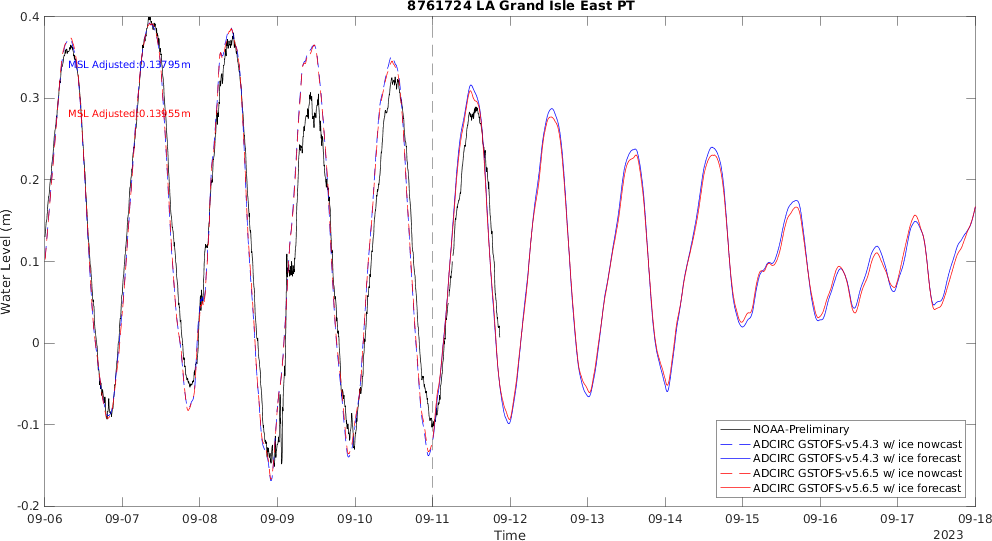 8761724 LA Grand Isle East PT
0.4
MSL Adjusted:0.13795m
0.3
MSL Adjusted:0.13955m
0.2
Water Level (m)
0.1
0
-0.1
NOAA-Preliminary
ADCIRC GSTOFS-v5.4.3 w/ ice nowcast
ADCIRC GSTOFS-v5.4.3 w/ ice forecast
ADCIRC GSTOFS-v5.6.5 w/ ice nowcast
ADCIRC GSTOFS-v5.6.5 w/ ice forecast
-0.2
09-06 09-07 09-08 09-09 09-10 09-11 09-12 09-13 09-14 09-15 09-16 09-17 09-18
Time
2023